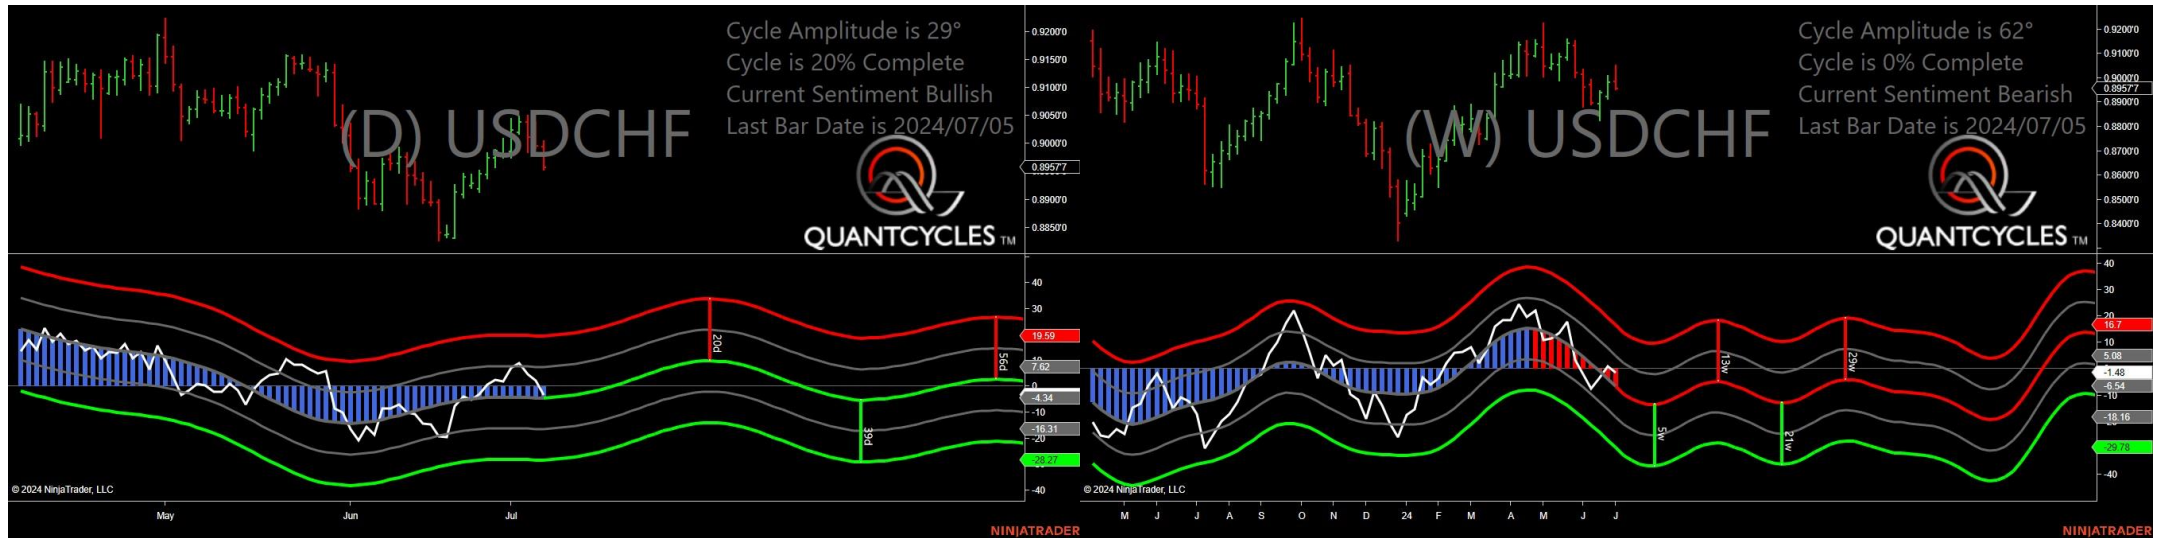 Cycle Amplitude is 29°
Cycle is 20% Complete
Current Sentiment Bullish
Last Bar Date is 2024/07/05
(D) USDCHF
QUANTCYCLES TM
0.9200'0
0.9150'0
0.9100'0
0.9050'0
0.9000'0
0.8957'7
0.8900'0
0.8850'0
40
30
19.59
10
7.62
0
-4.34
-10
-16.31
-20
-28.27
-40
20d
39d
56d
© 2024 NinjaTrader, LLC
May
Jun
Jul
NINJATRADER
Cycle Amplitude is 62°
Cycle is 0% Complete
Current Sentiment Bearish
Last Bar Date is 2024/07/05
(W) USDCHF
QUANTCYCLES TM
0.9200'0
0.9100'0
0.9000'0
0.8957'7
0.8900'0
0.8800'0
0.8700'0
0.8600'0
0.8500'0
0.8400'0
40
30
20
16.7
10
5.08
-1.48
-6.54
-10
-18.16
-29.78
-40
5w
13w
21w
29w
© 2024 NinjaTrader, LLC
M
J
J
A
S
O
N
D
24
F
M
A
M
J
J
NINJATRADER